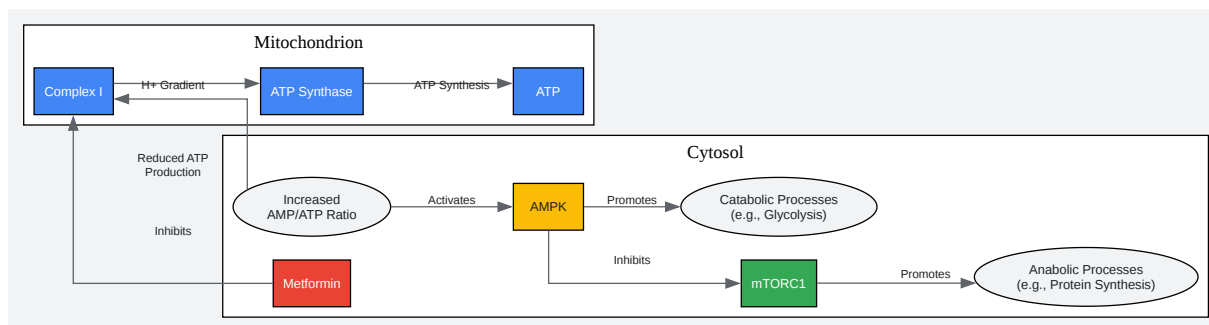 Mitochondrion
Complex I
H+ Gradient
ATP Synthase
ATP Synthesis
ATP
Cytosol
Reduced ATP
Production
Increased
AMP/ATP Ratio
Activates
AMPK
Promotes
Catabolic Processes
(e.g., Glycolysis)
Inhibits
Metformin
Inhibits
mTORC1
Promotes
Anabolic Processes
(e.g., Protein Synthesis)